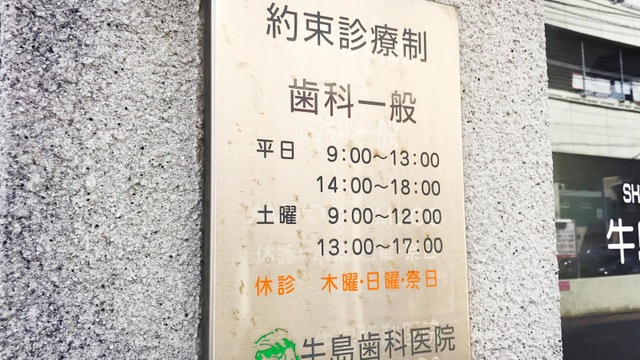 約束診療制
歯科一般
平日 9:00〜13:00
14:00〜18:00
土曜 9:00〜12:00
13:00〜17:00
休診 木曜・日曜・祭日
牛島歯科医院
SH
牛